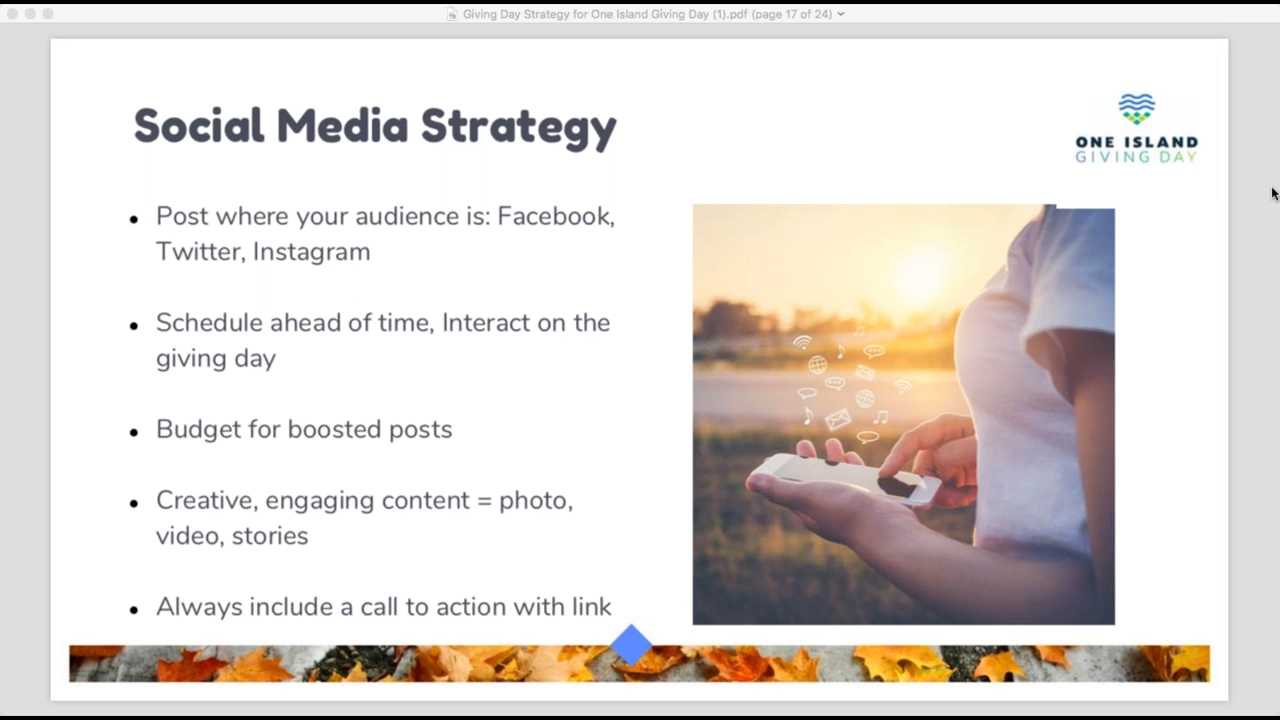 Giving Day Strategy for One Island Giving Day (1).pdf (page 17 of 24)
Social Media Strategy
ONE ISLAND
GIVING DAY
• Post where your audience is: Facebook,
Twitter, Instagram
• Schedule ahead of time, Interact on the
giving day
• Budget for boosted posts
• Creative, engaging content = photo,
video, stories
• Always include a call to action with link